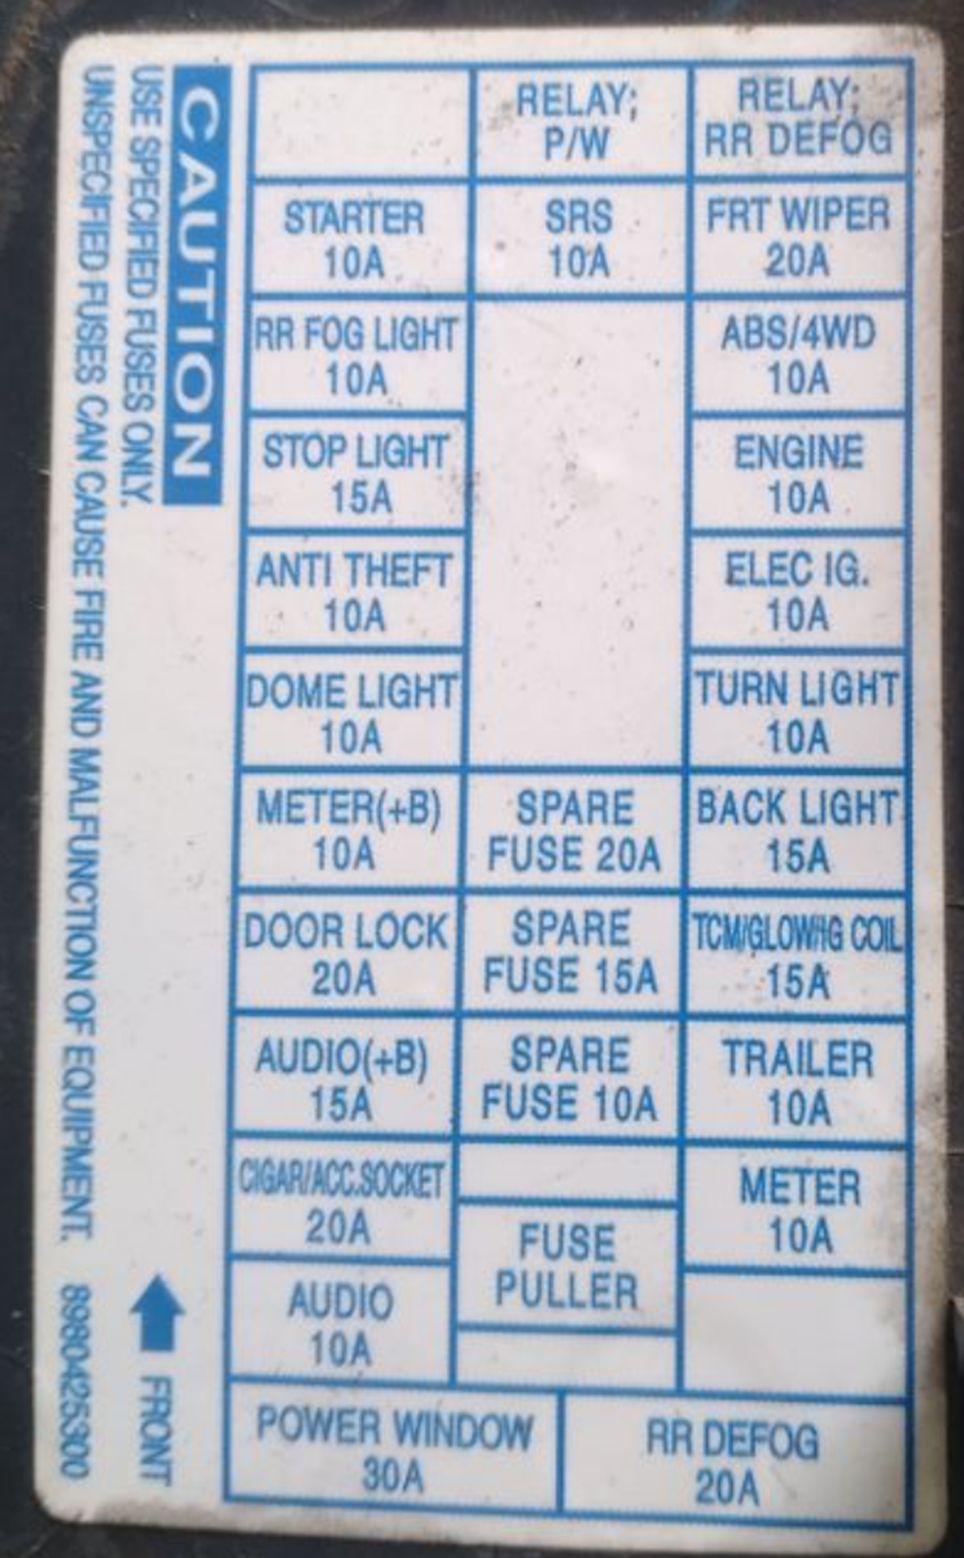 CAUTION
USE SPECIFIED FUSES ONLY.
UNSPECIFIED FUSES CAN CAUSE FIRE AND MALFUNCTION OF EQUIPMENT.
8980425300
FRONT
RELAY;
P/W
RELAY;
RR DEFOG
STARTER
10A
SRS
10A
FRT WIPER
20A
RR FOG LIGHT
10A
ABS/4WD
10A
STOP LIGHT
15A
ENGINE
10A
ANTI THEFT
10A
ELEC IG.
10A
DOME LIGHT
10A
TURN LIGHT
10A
METER(+B)
10A
SPARE
FUSE 20A
BACK LIGHT
15A
DOOR LOCK
20A
SPARE
FUSE 15A
TCM/GLOW/IG COIL
15A
AUDIO(+B)
15A
SPARE
FUSE 10A
TRAILER
10A
CIGAR/ACC.SOCKET
20A
FUSE
PULLER
METER
10A
AUDIO
10A
POWER WINDOW
30A
RR DEFOG
20A